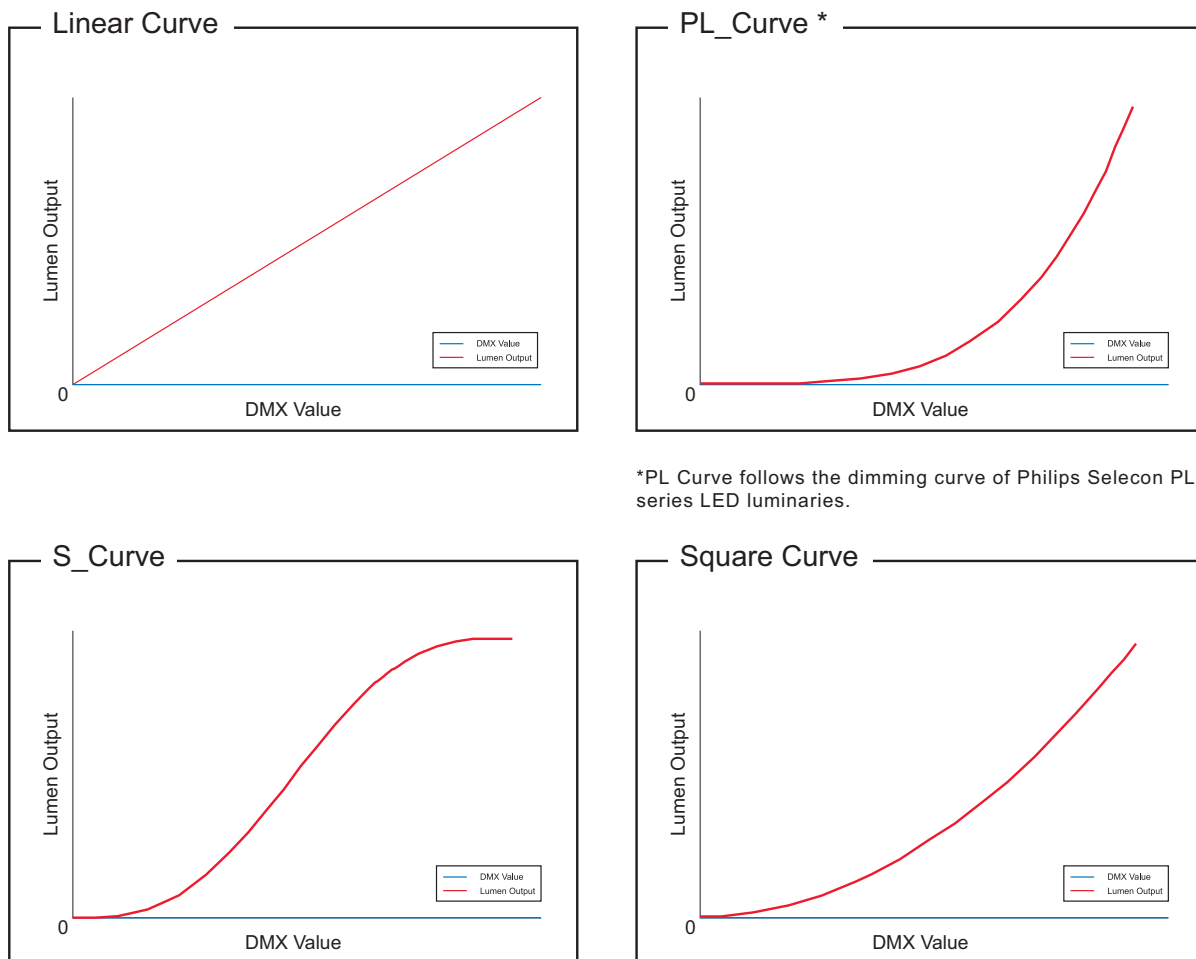 Linear Curve
Lumen Output
0
DMX Value
DMX Value
Lumen Output
PL_Curve *
Lumen Output
0
DMX Value
DMX Value
Lumen Output
*PL Curve follows the dimming curve of Philips Selecon PL
series LED luminaries.
S_Curve
Lumen Output
0
DMX Value
DMX Value
Lumen Output
Square Curve
Lumen Output
0
DMX Value
DMX Value
Lumen Output